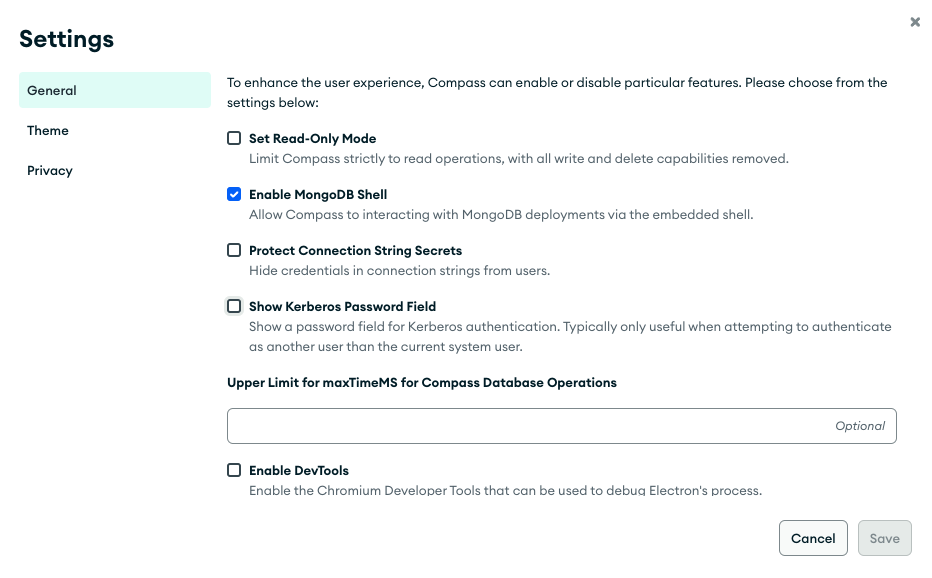 Settings
General
Theme
Privacy
To enhance the user experience, Compass can enable or disable particular features. Please choose from the
settings below:
Set Read-Only Mode
Limit Compass strictly to read operations, with all write and delete capabilities removed.
Enable MongoDB Shell
Allow Compass to interacting with MongoDB deployments via the embedded shell.
Protect Connection String Secrets
Hide credentials in connection strings from users.
Show Kerberos Password Field
Show a password field for Kerberos authentication. Typically only useful when attempting to authenticate
as another user than the current system user.
Upper Limit for maxTimeMS for Compass Database Operations
Optional
Enable DevTools
Enable the Chromium Developer Tools that can be used to debug Electron's process.
Cancel
Save